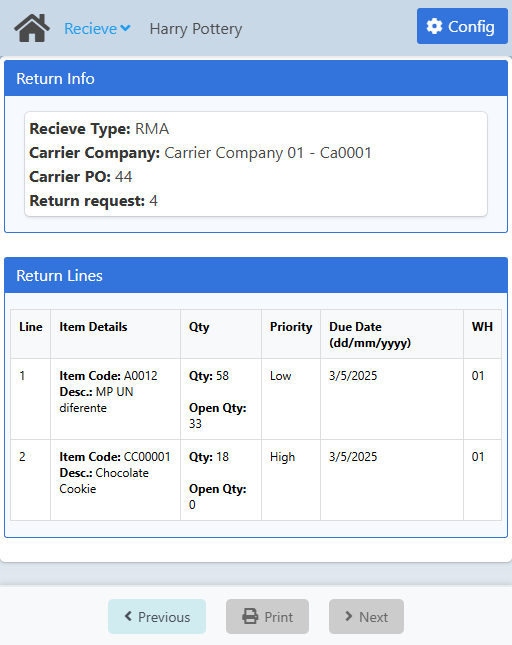 Recieve Harry Pottery Config
Return Info
Recieve Type: RMA
Carrier Company: Carrier Company 01 - Ca0001
Carrier PO: 44
Return request: 4
Return Lines
Line Item Details Qty Priority Due Date (dd/mm/yyyy) WH
1 Item Code: A0012 Qty: 58 Low 3/5/2025 01
Desc.: MP UN
diferente Open Qty:
33
2 Item Code: CC00001 Qty: 18 High 3/5/2025 01
Desc.: Chocolate
Cookie Open Qty:
0
Previous Print Next